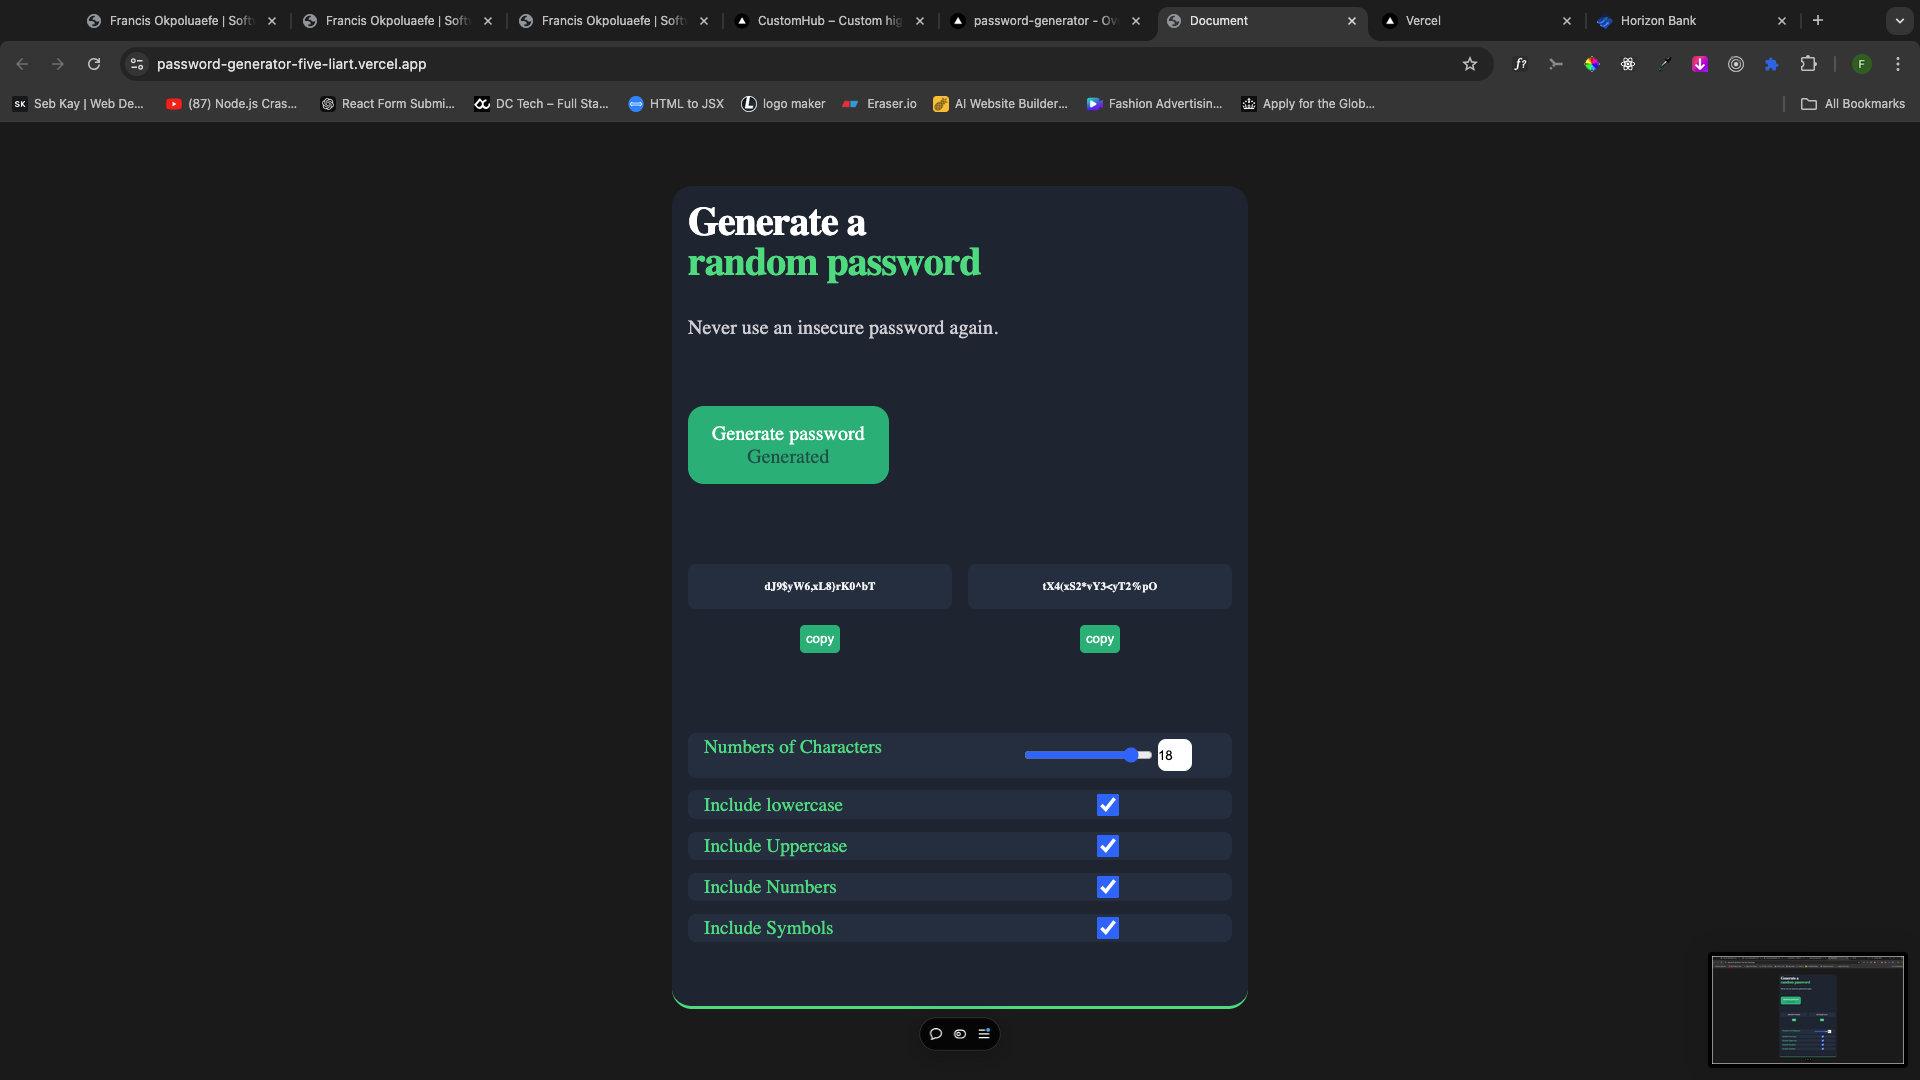 Francis Okpoluaefe | Soft
Francis Okpoluaefe | Soft
Francis Okpoluaefe | Soft
CustomHub – Custom hig
password-generator - Ov
Document
Vercel
Horizon Bank
password-generator-five-liart.vercel.app
f?
F
SK Seb Kay | Web De...
(87) Node.js Cras...
React Form Submi...
DC Tech – Full Sta...
HTML to JSX
logo maker
Eraser.io
AI Website Builder...
Fashion Advertisin...
Apply for the Glob...
All Bookmarks
Generate a
random password
Never use an insecure password again.
Generate password
Generated
dJ9$yW6,xL8)rK0^bT
tX4(xS2*vY3<yT2%pO
copy
copy
Numbers of Characters
18
Include lowercase
Include Uppercase
Include Numbers
Include Symbols
Generate a
random password